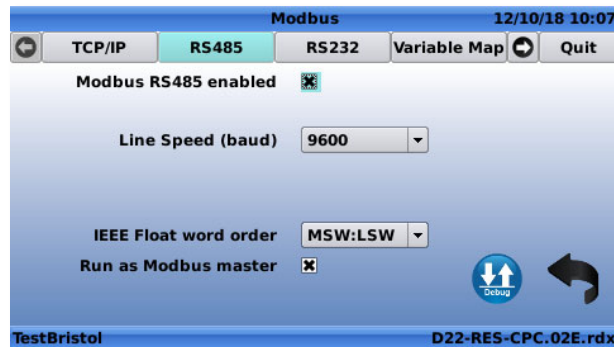 Modbus 12/10/18 10:07
TCP/IP RS485 RS232 Variable Map Quit
Modbus RS485 enabled
Line Speed (baud) 9600
IEEE Float word order MSW:LSW
Run as Modbus master
Debug
TestBristol D22-RES-CPC.02E.rdx